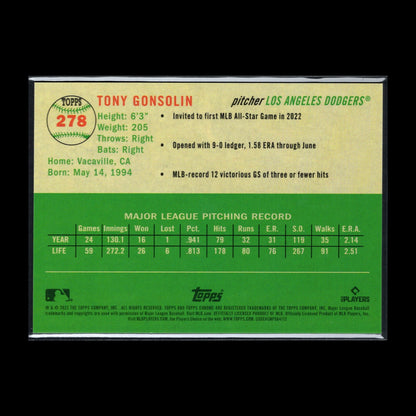 TOPPS
278
TONY GONSOLIN
pitcher LOS ANGELES DODGERS®
Height: 6'3"
Weight: 205
Throws: Right
Bats: Right
Home: Vacaville, CA
Born: May 14, 1994
• Invited to first MLB All-Star Game in 2022
• Opened with 9-0 ledger, 1.58 ERA through June
• MLB-record 12 victorious GS of three or fewer hits
MAJOR LEAGUE PITCHING RECORD
Games Innings Won Lost Pct. Hits Runs E.R. S.O. Walks E.R.A.
YEAR 24 130.1 16 1 .941 79 32 31 119 35 2.14
LIFE 59 272.2 26 6 .813 178 80 76 267 91 2.51
Topps
PLAYERS